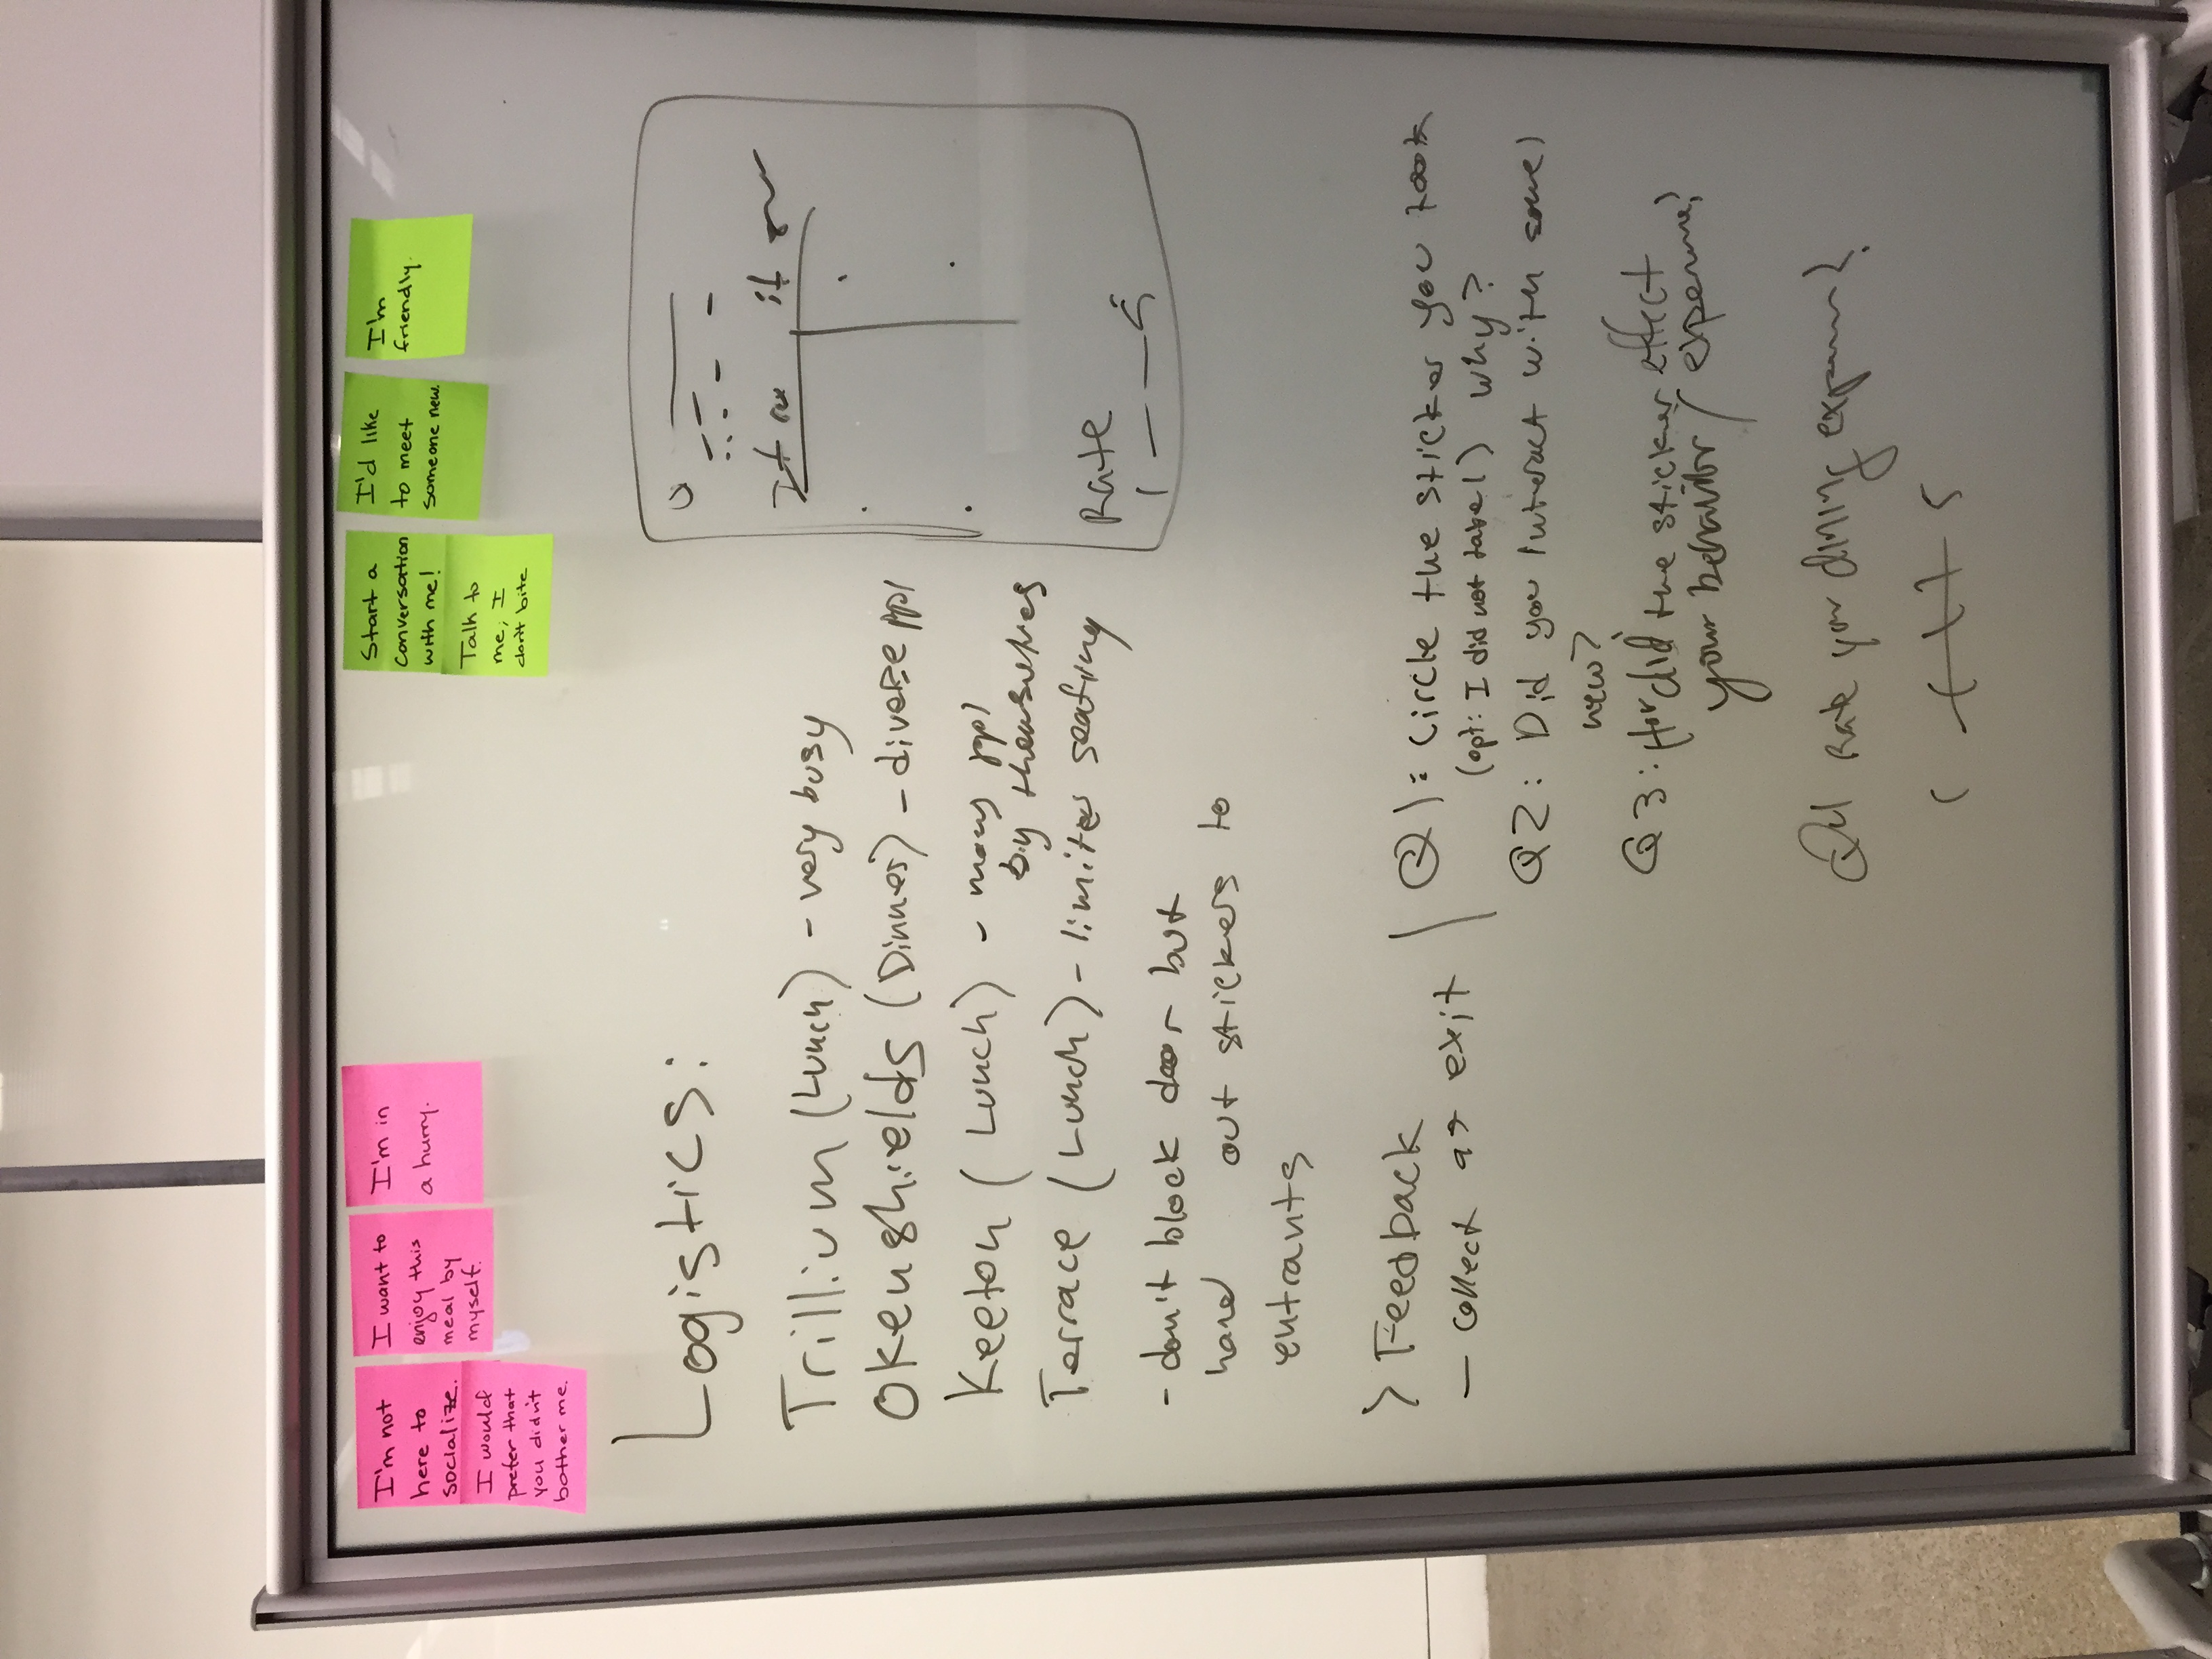 I'm not
here to
socialize.
I would
prefer that
you didn't
bother me.
I want to
enjoy this
meal by
myself.
I'm in
a hurry.
Start a
conversation
with me!
Talk to
me, I
don't bite
I'd like
to meet
someone new.
I'm
friendly.
Logistics:
Trillium (Lunch) - very busy
Okenshields (Dinner) - diverse ppl
Keeton (Lunch) - many ppl
by themselves
Terrace (Lunch) - limited seating
- don't block door but
hand out stickers to
entrants
It it
Rate
1 — — 5
> Feedback
- collect at exit
Q1: Circle the sticker you took
(opt: I did not take 1) why?
Q2: Did you interact with some1
new?
Q3: How did the sticker effect
your behavior / experience?
Q4 Rate your dining experience?
1 5